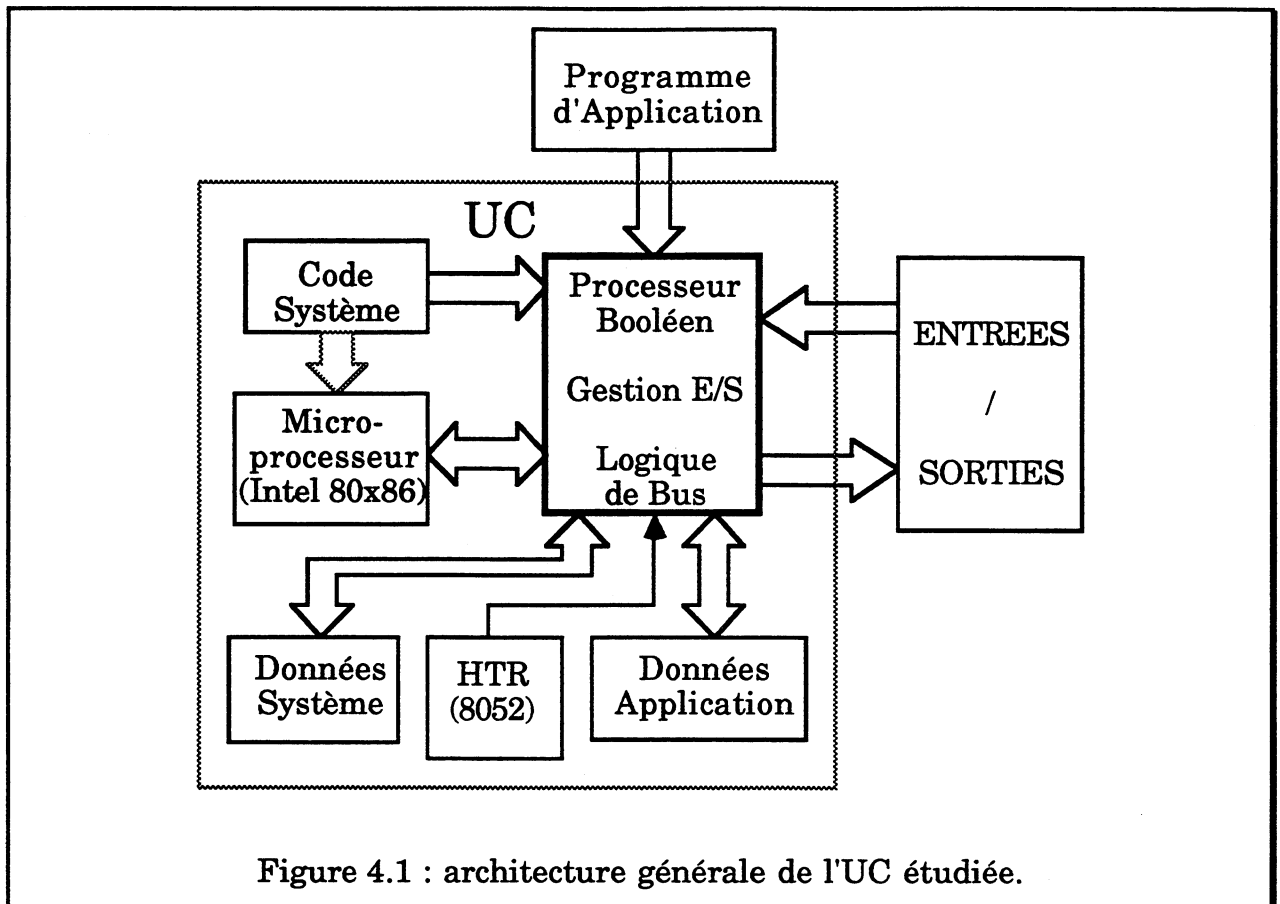 Programme
d'Application
UC
Code
Système
Processeur
Booléen
Gestion E/S
Logique
de Bus
ENTREES
/
SORTIES
Micro-
processeur
(Intel 80x86)
Données
Système
HTR
(8052)
Données
Application
Figure 4.1 : architecture générale de l'UC étudiée.